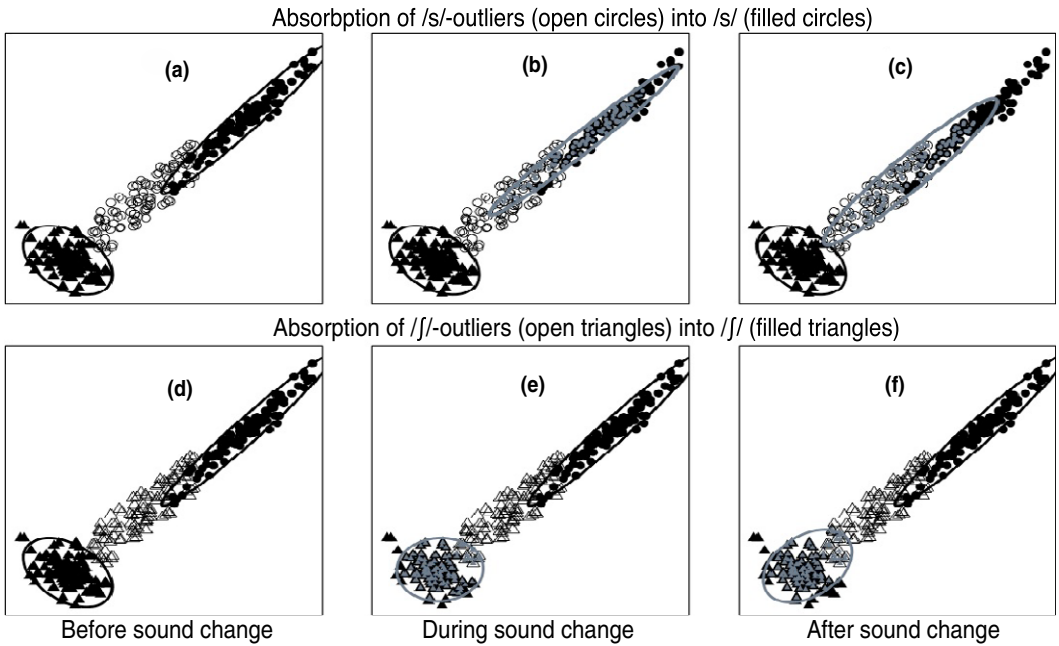 Absorbption of /s/-outliers (open circles) into /s/ (filled circles)
(a)
(b)
(c)
Absorption of /ʃ/-outliers (open triangles) into /ʃ/ (filled triangles)
(d)
(e)
(f)
Before sound change
During sound change
After sound change